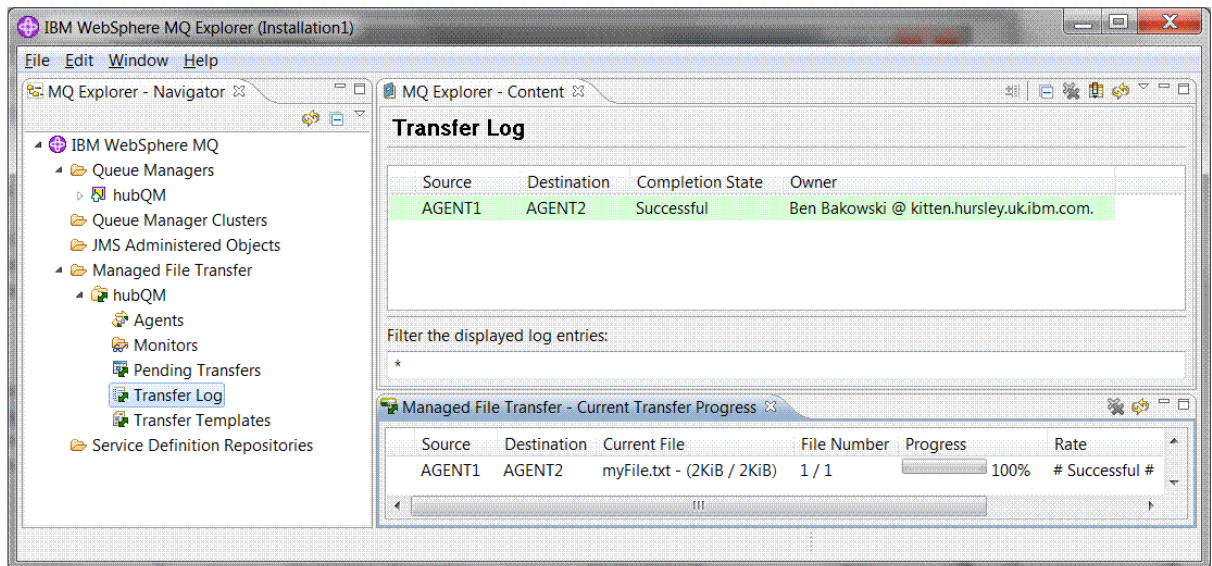 IBM WebSphere MQ Explorer (Installation1)
File Edit Window Help
MQ Explorer - Navigator
IBM WebSphere MQ
Queue Managers
hubQM
Queue Manager Clusters
JMS Administered Objects
Managed File Transfer
hubQM
Agents
Monitors
Pending Transfers
Transfer Log
Transfer Templates
Service Definition Repositories
MQ Explorer - Content
Transfer Log
Source Destination Completion State Owner
AGENT1 AGENT2 Successful Ben Bakowski @ kitten.hursley.uk.ibm.com.
Filter the displayed log entries:
*
Managed File Transfer - Current Transfer Progress
Source Destination Current File File Number Progress Rate
AGENT1 AGENT2 myFile.txt - (2KiB / 2KiB) 1 / 1 100% # Successful #